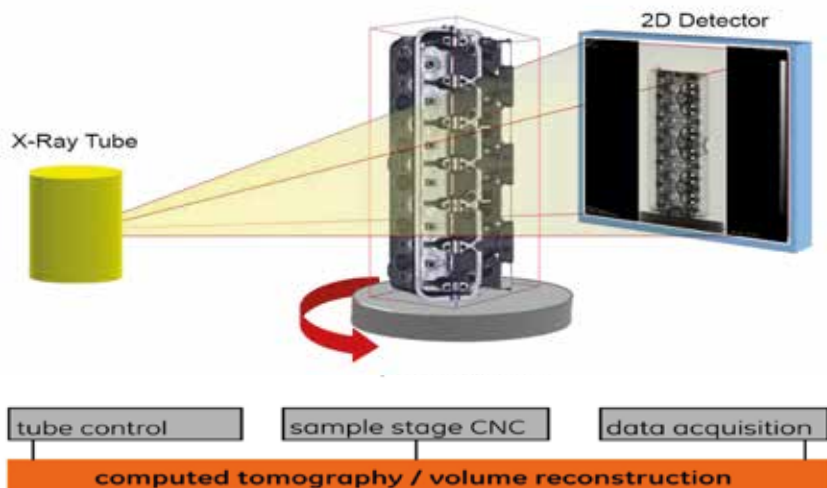 2D Detector
X-Ray Tube
tube control
sample stage CNC
data acquisition
computed tomography / volume reconstruction